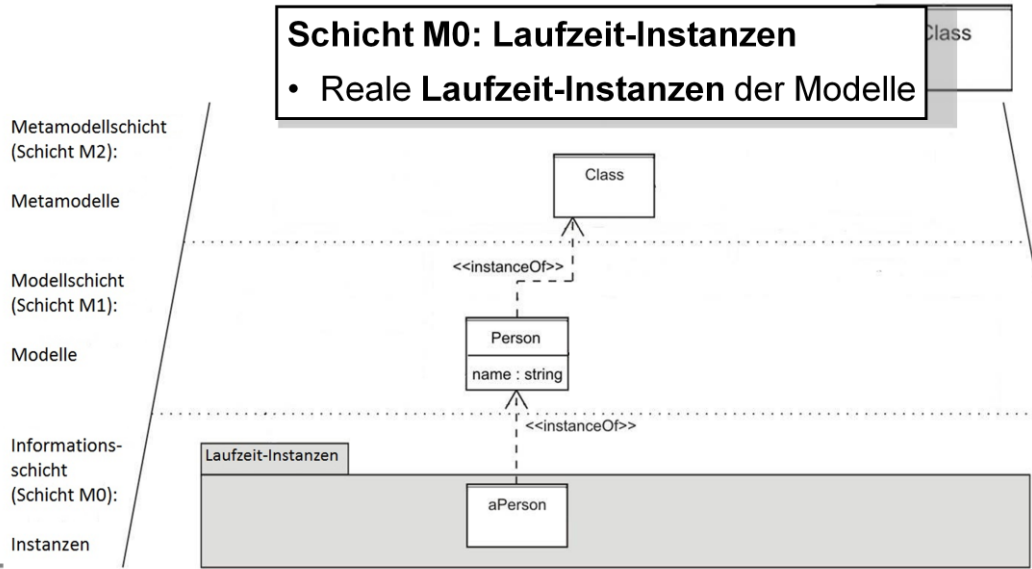 Schicht M0: Laufzeit-Instanzen
• Reale Laufzeit-Instanzen der Modelle
Class
Metamodellschicht
(Schicht M2):
Metamodelle
Class
<<instanceOf>>
Modellschicht
(Schicht M1):
Modelle
Person
name : string
<<instanceOf>>
Informations-
schicht
(Schicht M0):
Instanzen
Laufzeit-Instanzen
aPerson